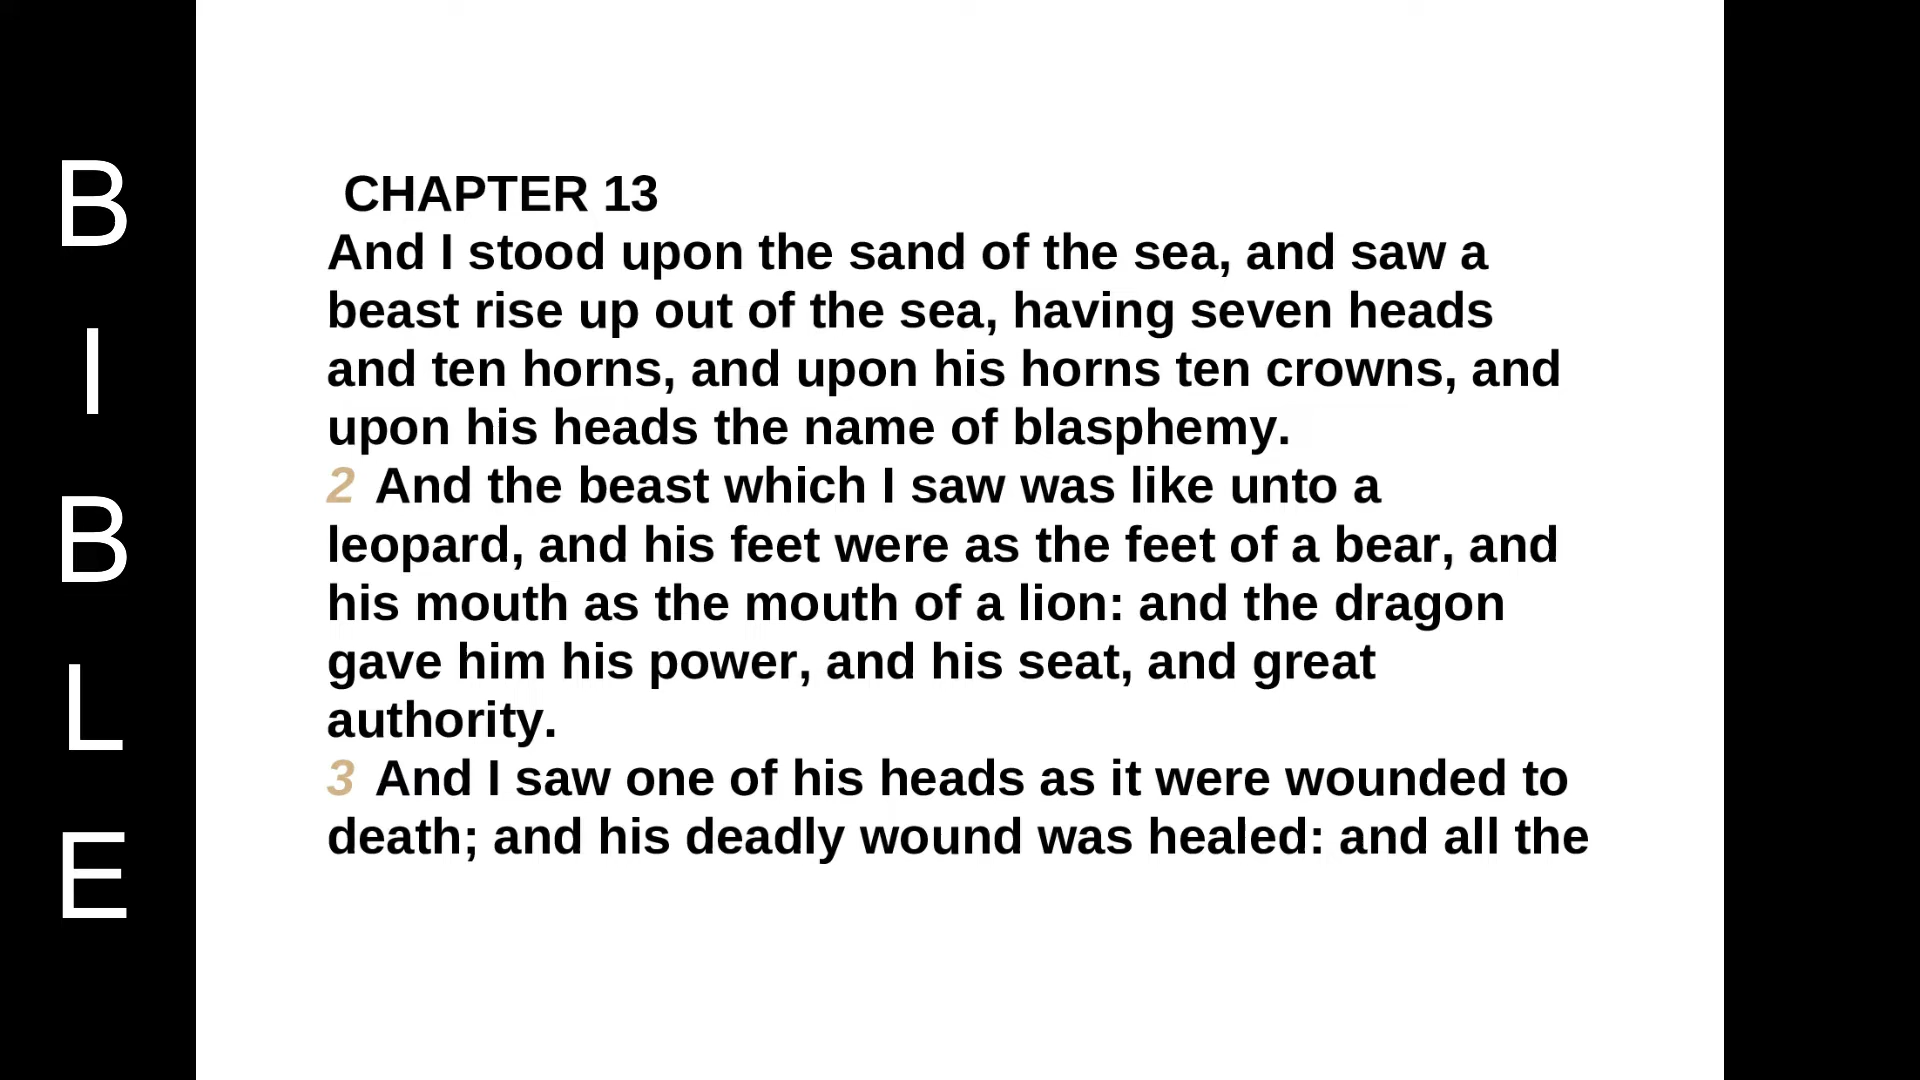 B
I
B
L
E
CHAPTER 13
And I stood upon the sand of the sea, and saw a
beast rise up out of the sea, having seven heads
and ten horns, and upon his horns ten crowns, and
upon his heads the name of blasphemy.
2 And the beast which I saw was like unto a
leopard, and his feet were as the feet of a bear, and
his mouth as the mouth of a lion: and the dragon
gave him his power, and his seat, and great
authority.
3 And I saw one of his heads as it were wounded to
death; and his deadly wound was healed: and all the